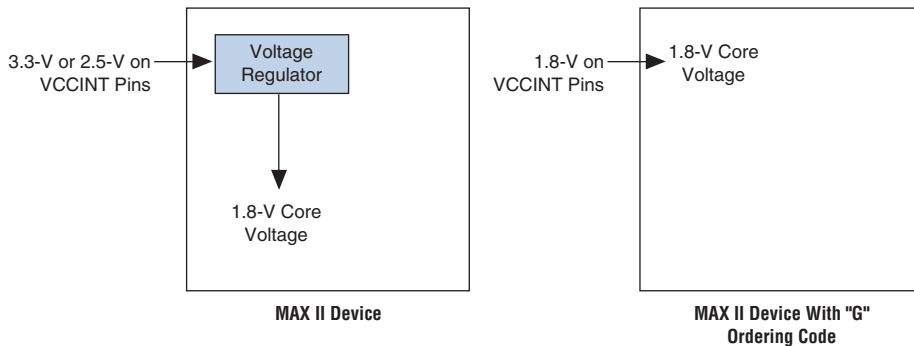 3.3-V or 2.5-V on
VCCINT Pins
Voltage
Regulator
1.8-V Core
Voltage
MAX II Device
1.8-V on
VCCINT Pins
1.8-V Core
Voltage
MAX II Device With "G"
Ordering Code